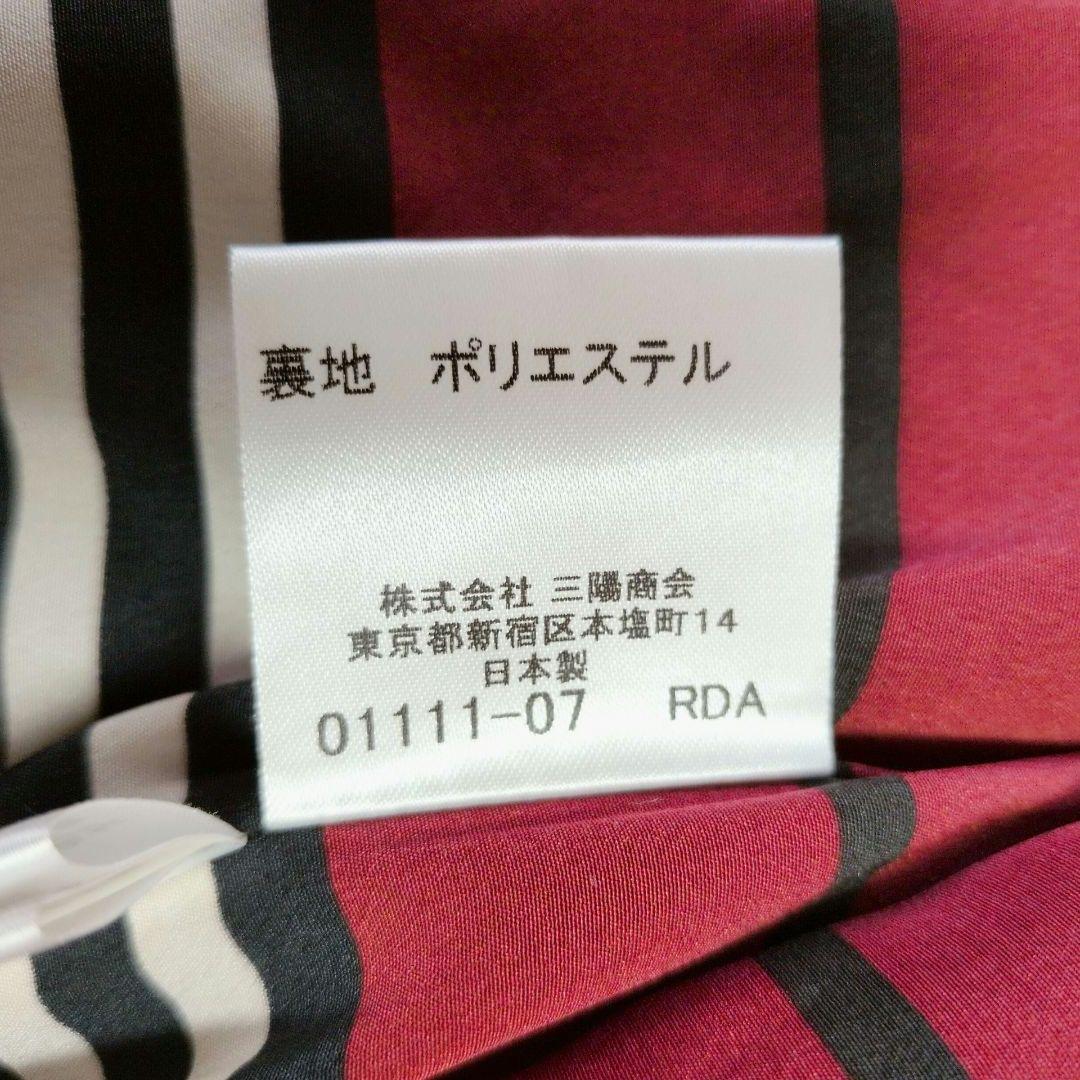 裏地 ポリエステル
株式会社 三陽商会
東京都新宿区本塩町14
日本製
01111-07 RDA